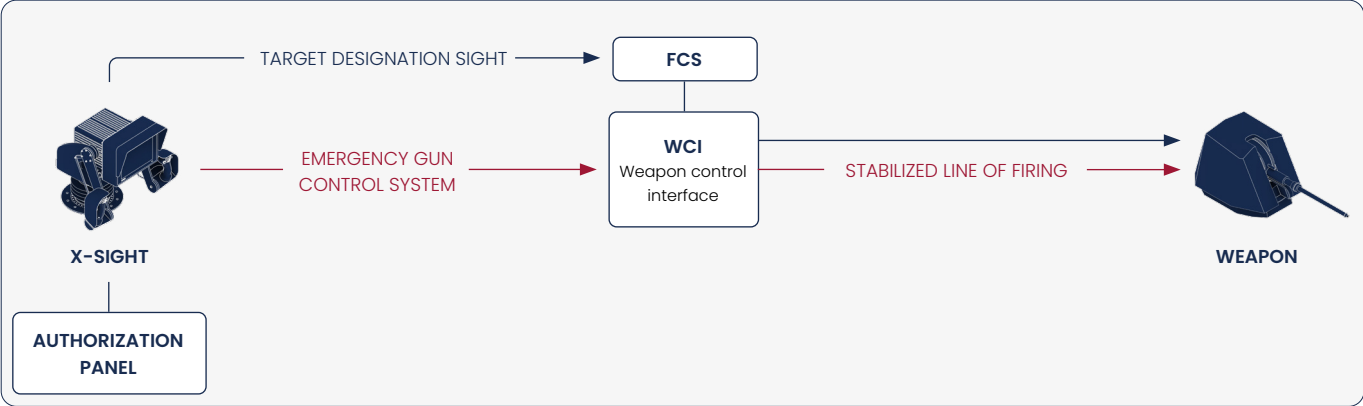 TARGET DESIGNATION SIGHT
FCS
EMERGENCY GUN
CONTROL SYSTEM
WCI
Weapon control
interface
STABILIZED LINE OF FIRING
X-SIGHT
WEAPON
AUTHORIZATION
PANEL